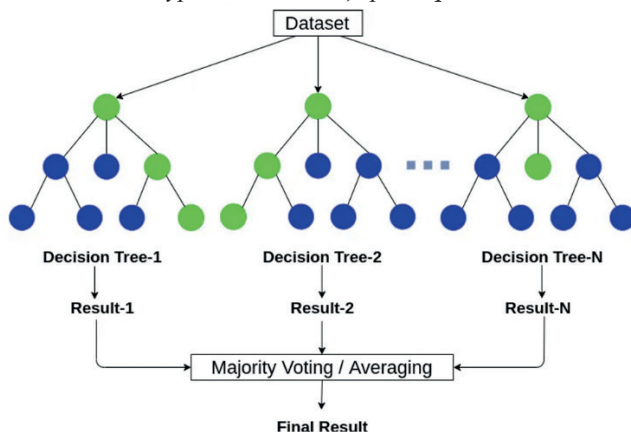 Dataset
Decision Tree-1 Decision Tree-2 Decision Tree-N
Result-1 Result-2 Result-N
Majority Voting / Averaging
Final Result